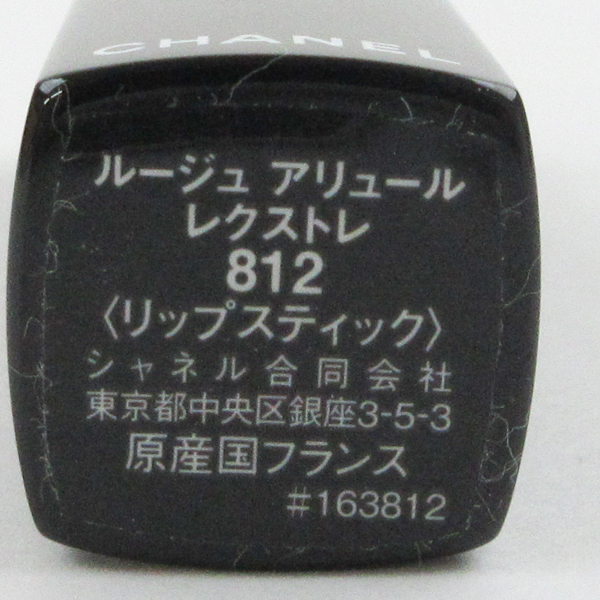 CHANEL
ルージュ アリュール
レクストレ
812
〈リップスティック〉
シャネル合同会社
東京都中央区銀座3-5-3
原産国フランス
#163812